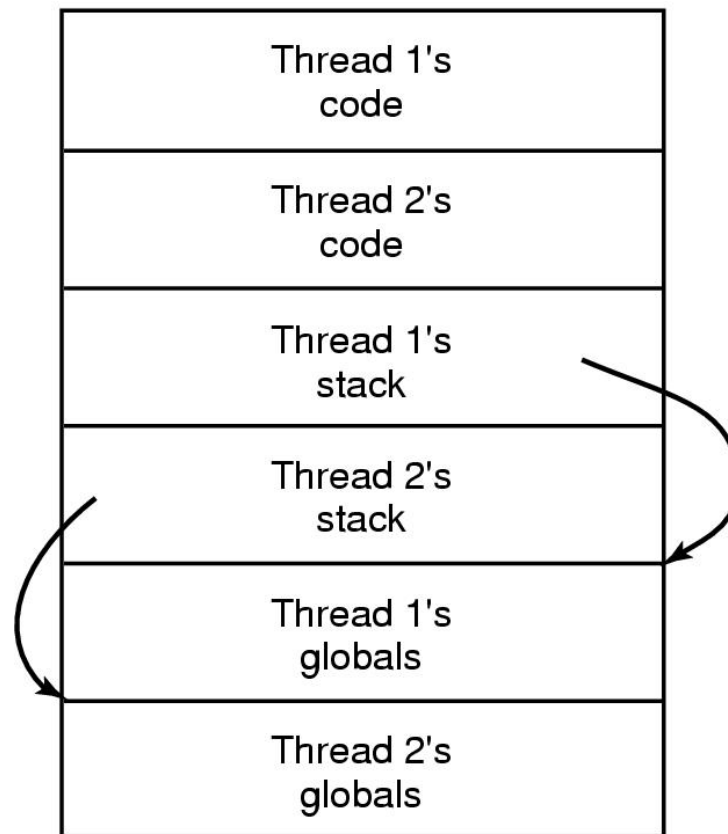 Thread 1's
code
Thread 2's
code
Thread 1's
stack
Thread 2's
stack
Thread 1's
globals
Thread 2's
globals